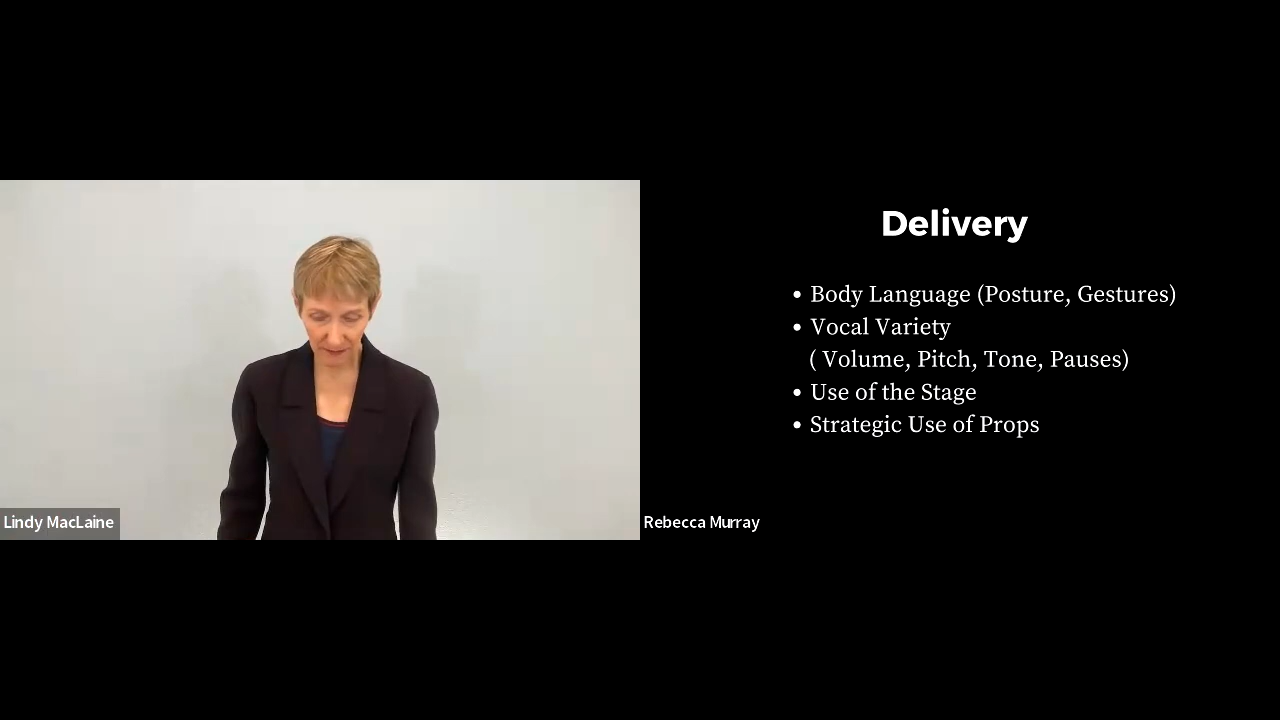 Delivery
• Body Language (Posture, Gestures)
• Vocal Variety
( Volume, Pitch, Tone, Pauses)
• Use of the Stage
• Strategic Use of Props
Lindy MacLaine
Rebecca Murray